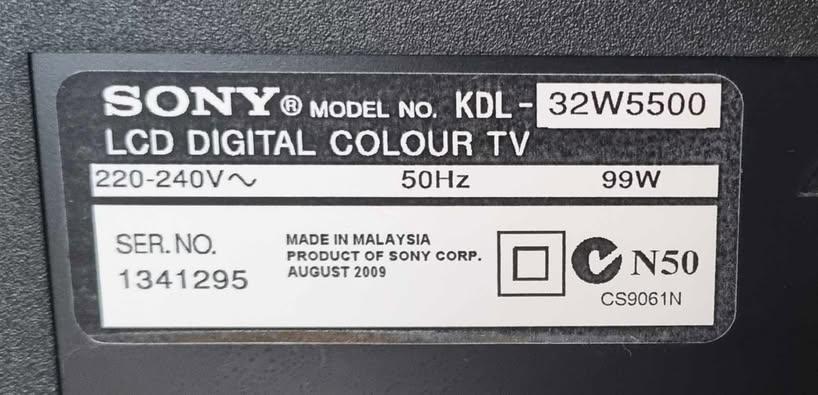 SONY® MODEL NO. KDL-32W5500
LCD DIGITAL COLOUR TV
220-240V～ 50Hz 99W
SER.NO.
1341295
MADE IN MALAYSIA
PRODUCT OF SONY CORP.
AUGUST 2009
N50
CS9061N